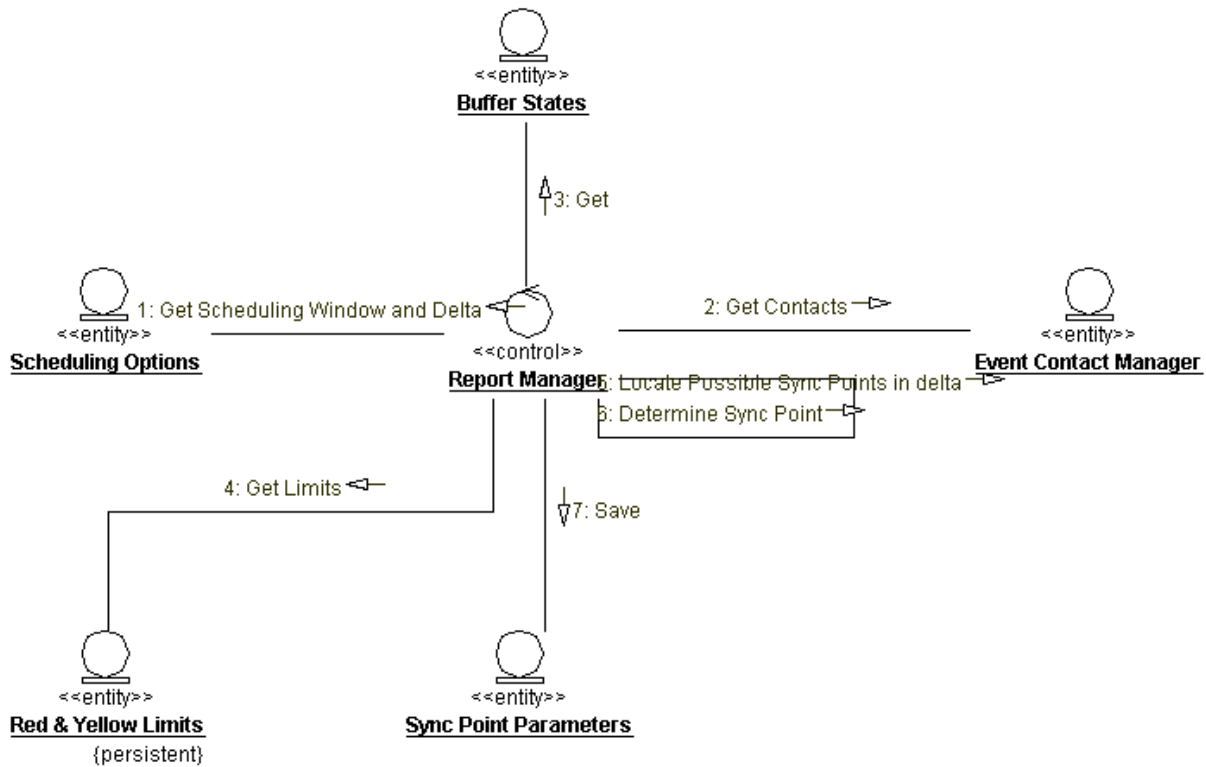 <<entity>>
Buffer States
3: Get
1: Get Scheduling Window and Delta
2: Get Contacts
<<entity>>
Scheduling Options
<<control>>
Report Manager
<<entity>>
Event Contact Manager
5: Locate Possible Sync Points in delta
6: Determine Sync Point
4: Get Limits
7: Save
<<entity>>
Red & Yellow Limits
{persistent}
<<entity>>
Sync Point Parameters